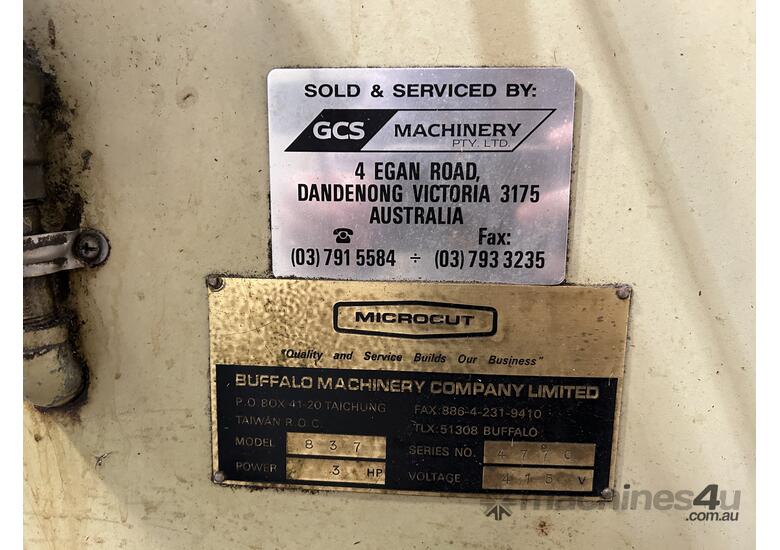 SOLD & SERVICED BY:
GCS MACHINERY
PTY. LTD.
4 EGAN ROAD,
DANDENONG VICTORIA 3175
AUSTRALIA
☎ Fax:
(03) 791 5584 ÷ (03) 793 3235
MICROCUT
"Quality and Service Builds Our Business"
BUFFALO MACHINERY COMPANY LIMITED
P.O. BOX 41-20 TAICHUNG FAX:886-4-231-9410
TAIWAN R.O.C. TLX:51308 BUFFALO
MODEL 837 SERIES NO.
POWER 3 HP VOLTAGE 415 V
machines4u
.com.au